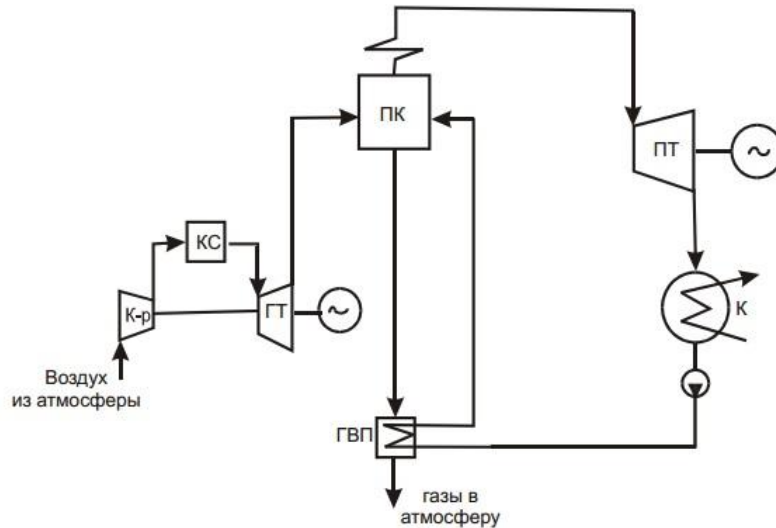 ПК
ПТ
КС
К-р
ГТ
К
Воздух
из атмосферы
ГВП
газы в
атмосферу